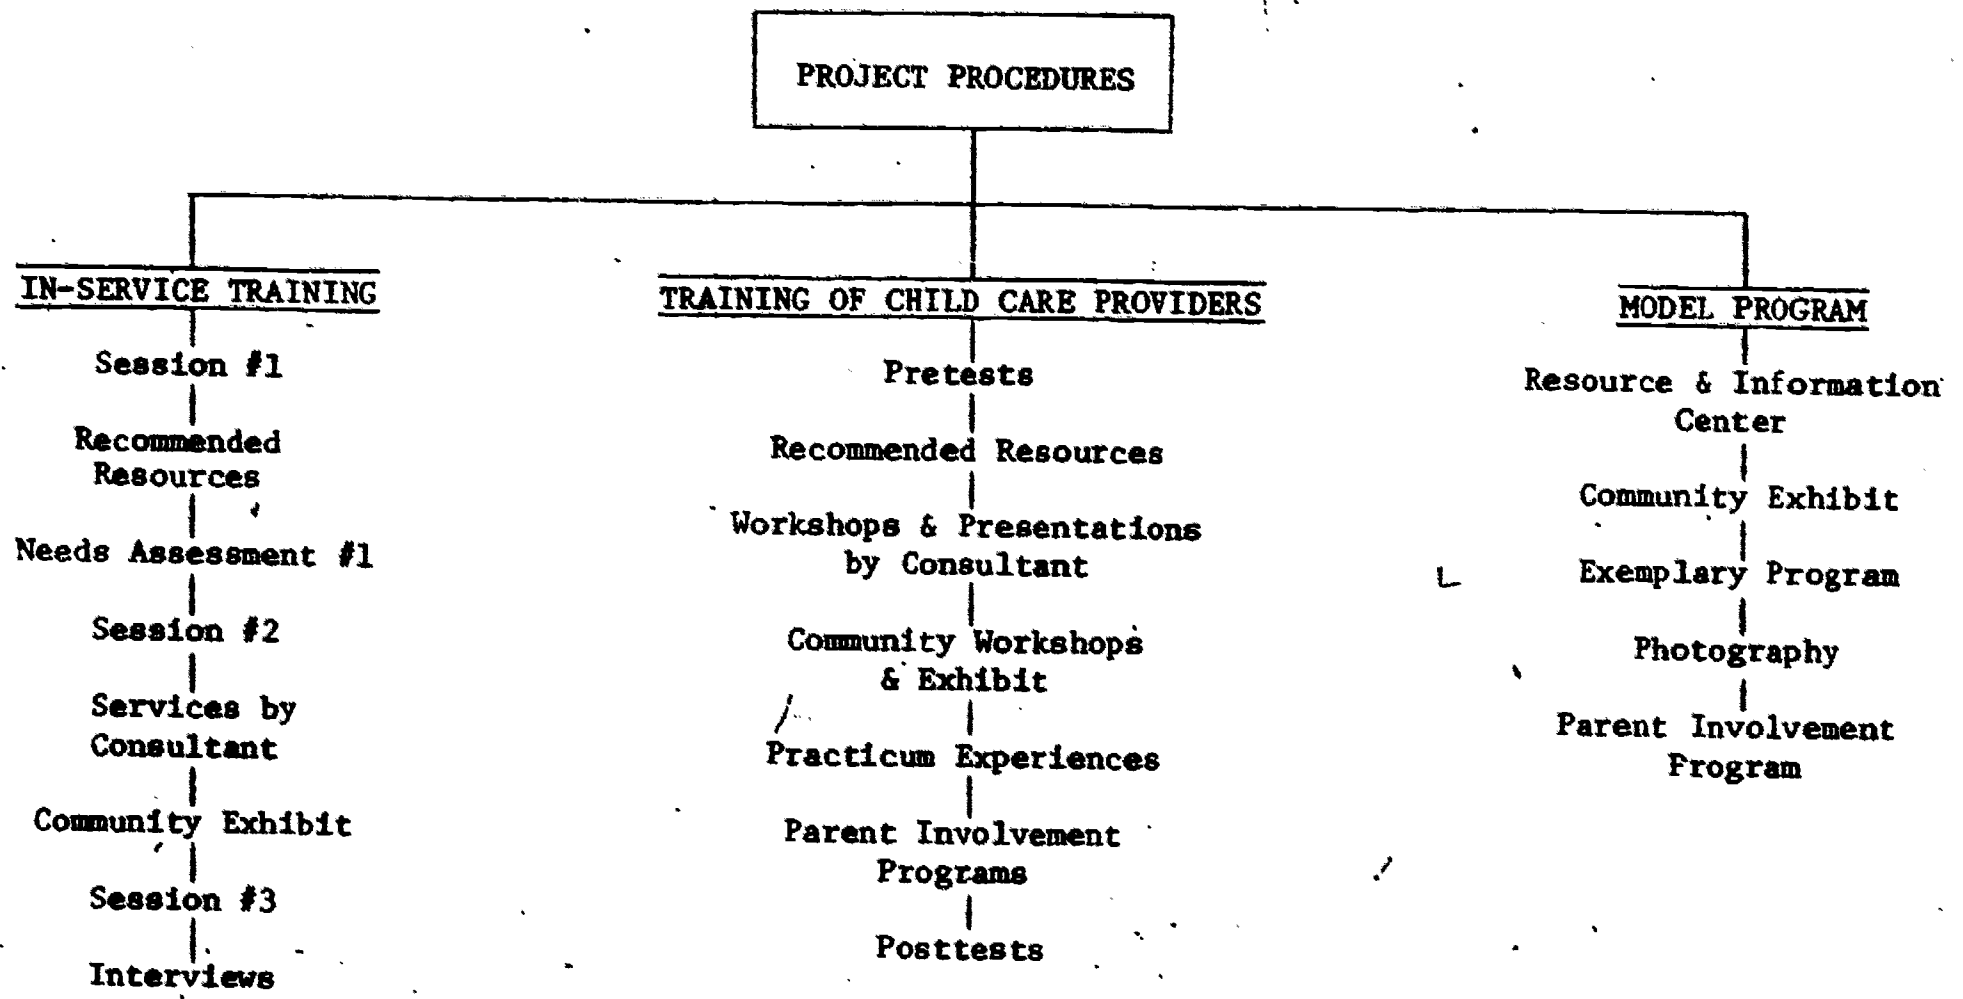 PROJECT PROCEDURES
IN-SERVICE TRAINING
Session #1
Recommended
Resources
Needs Assessment #1
Session #2
Services by
Consultant
Community Exhibit
Session #3
Interviews
TRAINING OF CHILD CARE PROVIDERS
Pretests
Recommended Resources
Workshops & Presentations
by Consultant
Community Workshops
& Exhibit
Practicum Experiences
Parent Involvement
Programs
Posttests
MODEL PROGRAM
Resource & Information
Center
Community Exhibit
Exemplary Program
Photography
Parent Involvement
Program